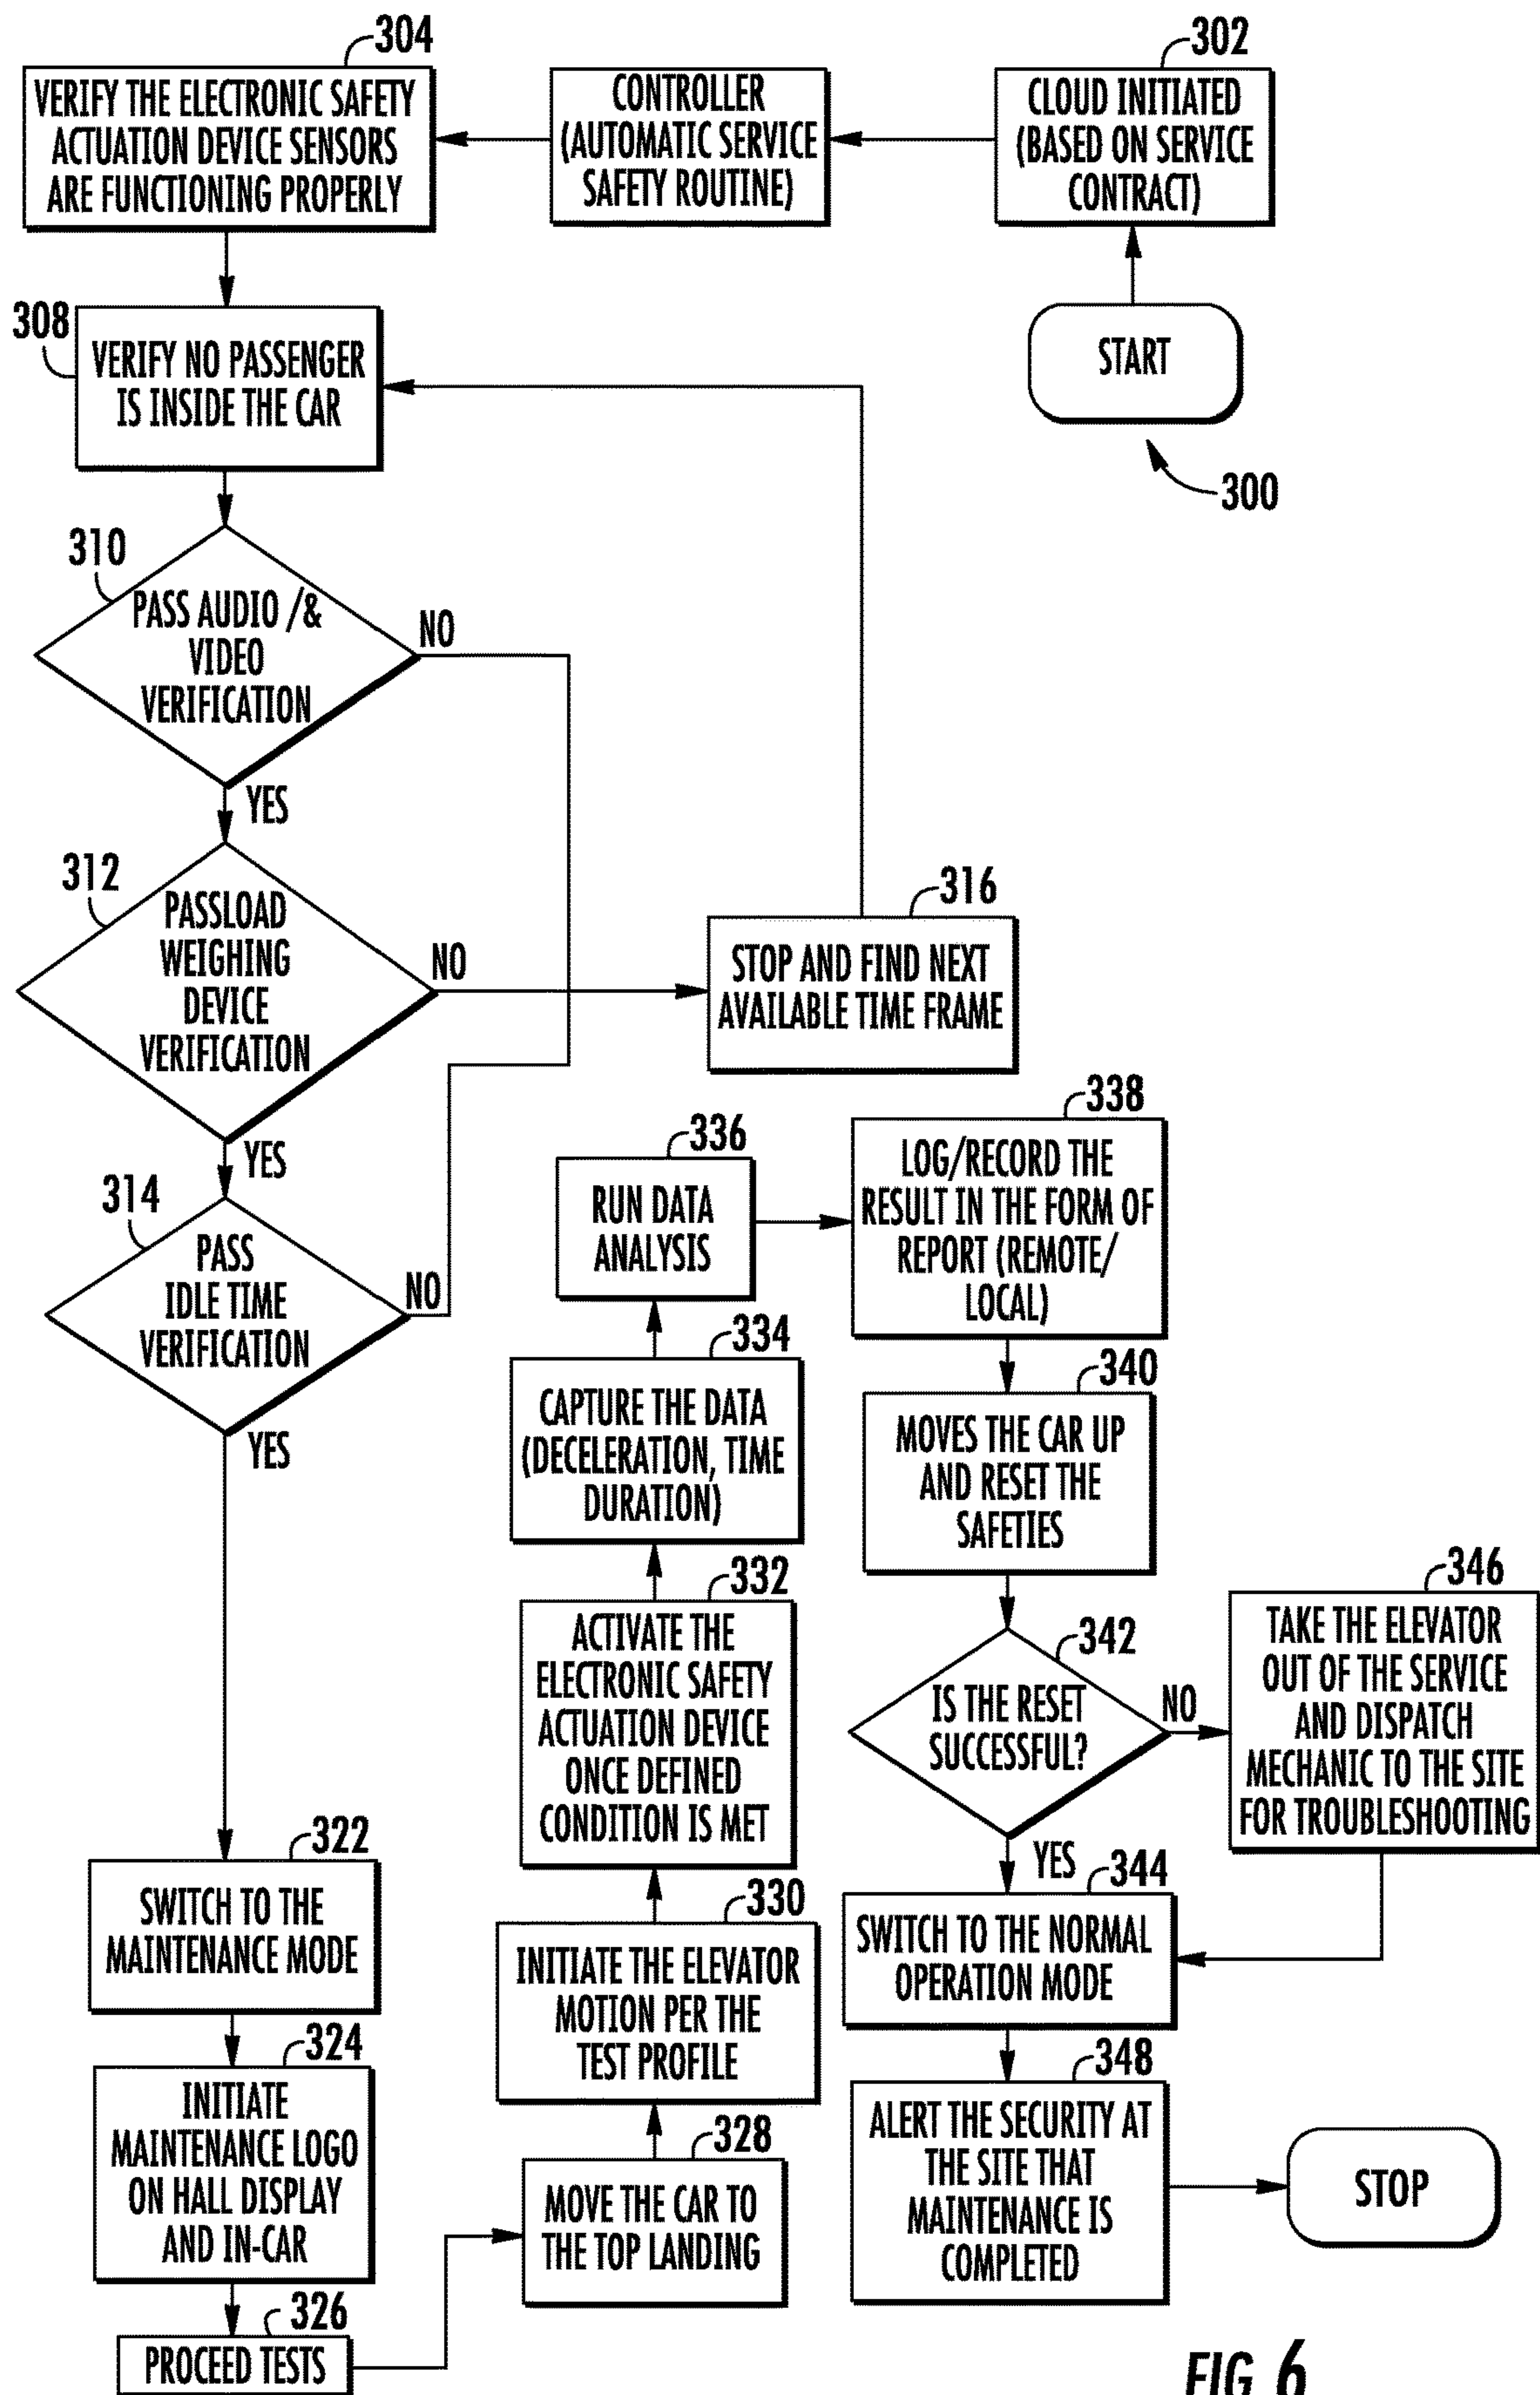 304
VERIFY THE ELECTRONIC SAFETY
ACTUATION DEVICE SENSORS
ARE FUNCTIONING PROPERLY
CONTROLLER
(AUTOMATIC SERVICE
SAFETY ROUTINE)
302
CLOUD INITIATED
(BASED ON SERVICE
CONTRACT)
START
300
308
VERIFY NO PASSENGER
IS INSIDE THE CAR
310
PASS AUDIO /&
VIDEO
VERIFICATION
NO
YES
312
PASSLOAD
WEIGHING
DEVICE
VERIFICATION
NO
YES
316
STOP AND FIND NEXT
AVAILABLE TIME FRAME
314
PASS
IDLE TIME
VERIFICATION
NO
YES
322
SWITCH TO THE
MAINTENANCE MODE
324
INITIATE
MAINTENANCE LOGO
ON HALL DISPLAY
AND IN-CAR
326
PROCEED TESTS
328
MOVE THE CAR TO
THE TOP LANDING
330
INITIATE THE ELEVATOR
MOTION PER THE
TEST PROFILE
332
ACTIVATE THE
ELECTRONIC SAFETY
ACTUATION DEVICE
ONCE DEFINED
CONDITION IS MET
334
CAPTURE THE DATA
(DECELERATION, TIME
DURATION)
336
RUN DATA
ANALYSIS
338
LOG/RECORD THE
RESULT IN THE FORM OF
REPORT (REMOTE/
LOCAL)
340
MOVES THE CAR UP
AND RESET THE
SAFETIES
342
IS THE RESET
SUCCESSFUL?
NO
YES
346
TAKE THE ELEVATOR
OUT OF THE SERVICE
AND DISPATCH
MECHANIC TO THE SITE
FOR TROUBLESHOOTING
344
SWITCH TO THE NORMAL
OPERATION MODE
348
ALERT THE SECURITY AT
THE SITE THAT
MAINTENANCE IS
COMPLETED
STOP
FIG 6